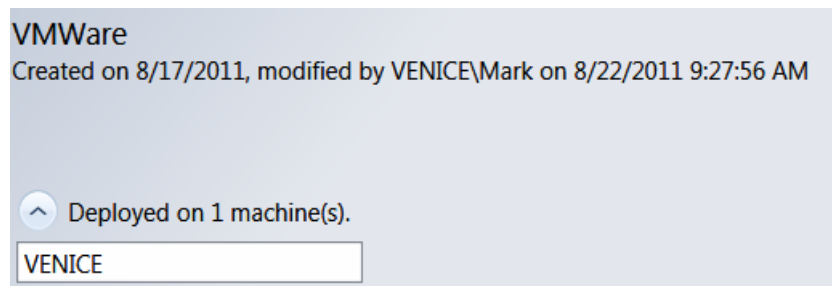 VMWare
Created on 8/17/2011, modified by VENICE\Mark on 8/22/2011 9:27:56 AM
Deployed on 1 machine(s).
VENICE